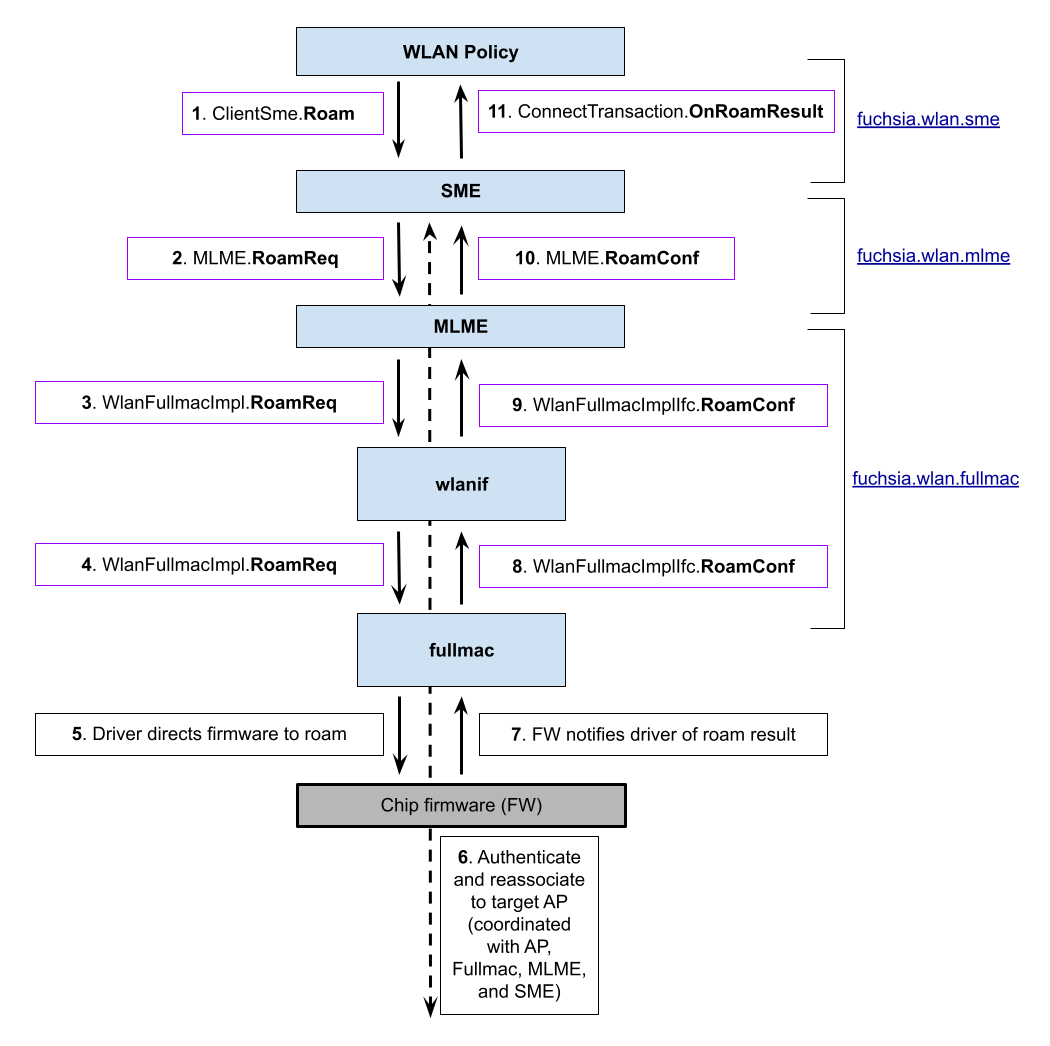 WLAN Policy
1. ClientSme.Roam
11. ConnectTransaction.OnRoamResult
fuchsia.wlan.sme
SME
2. MLME.RoamReq
10. MLME.RoamConf
fuchsia.wlan.mlme
MLME
3. WlanFullmacImpl.RoamReq
9. WlanFullmacImplIfc.RoamConf
wlanif
fuchsia.wlan.fullmac
4. WlanFullmacImpl.RoamReq
8. WlanFullmacImplIfc.RoamConf
fullmac
5. Driver directs firmware to roam
7. FW notifies driver of roam result
Chip firmware (FW)
6. Authenticate
and reassociate
to target AP
(coordinated
with AP,
Fullmac, MLME,
and SME)